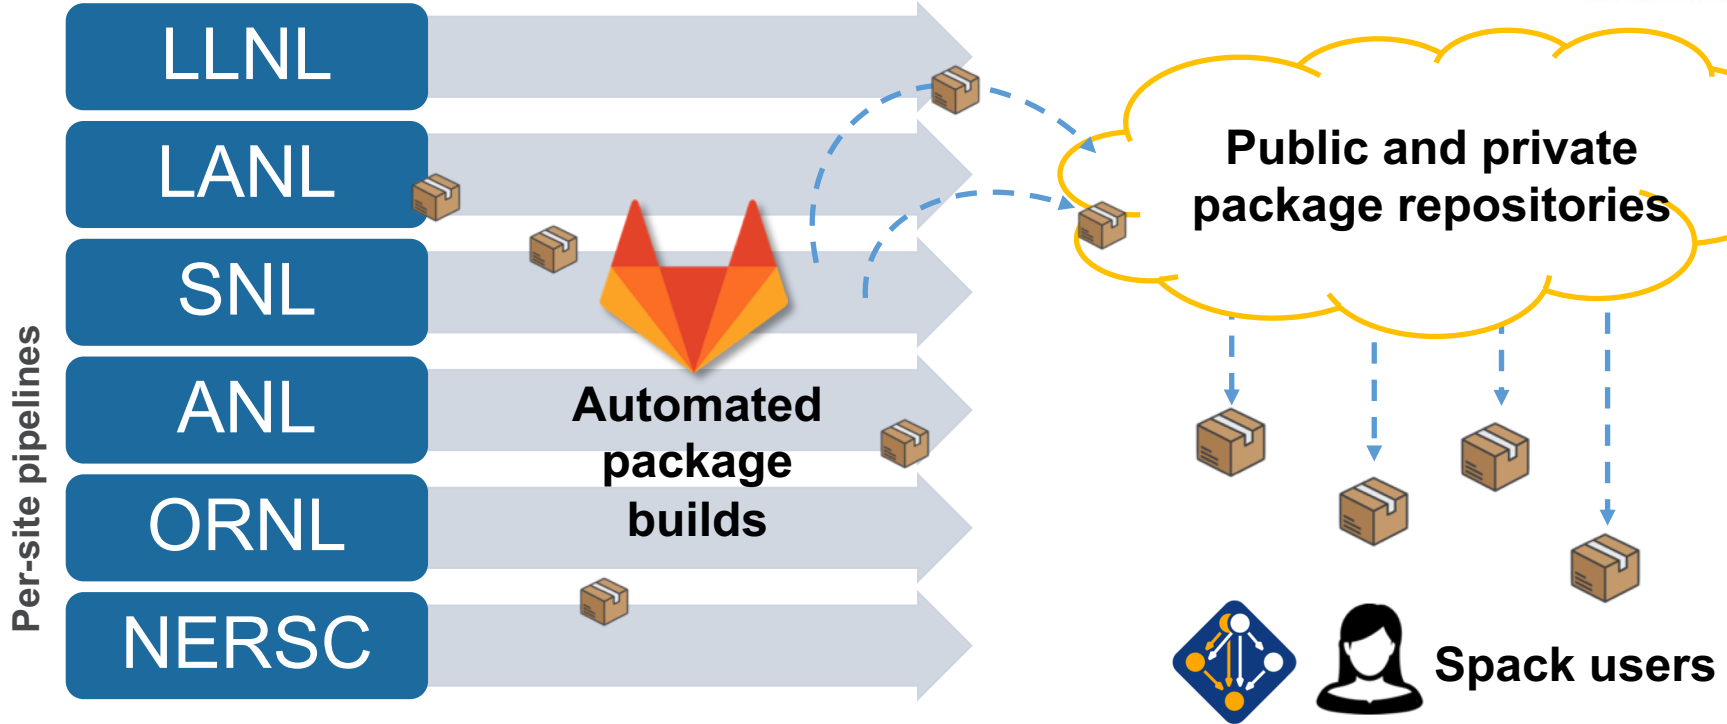 Per-site pipelines
LLNL
LANL
SNL
ANL
ORNL
NERSC
Automated
package
builds
Public and private
package repositories
Spack users